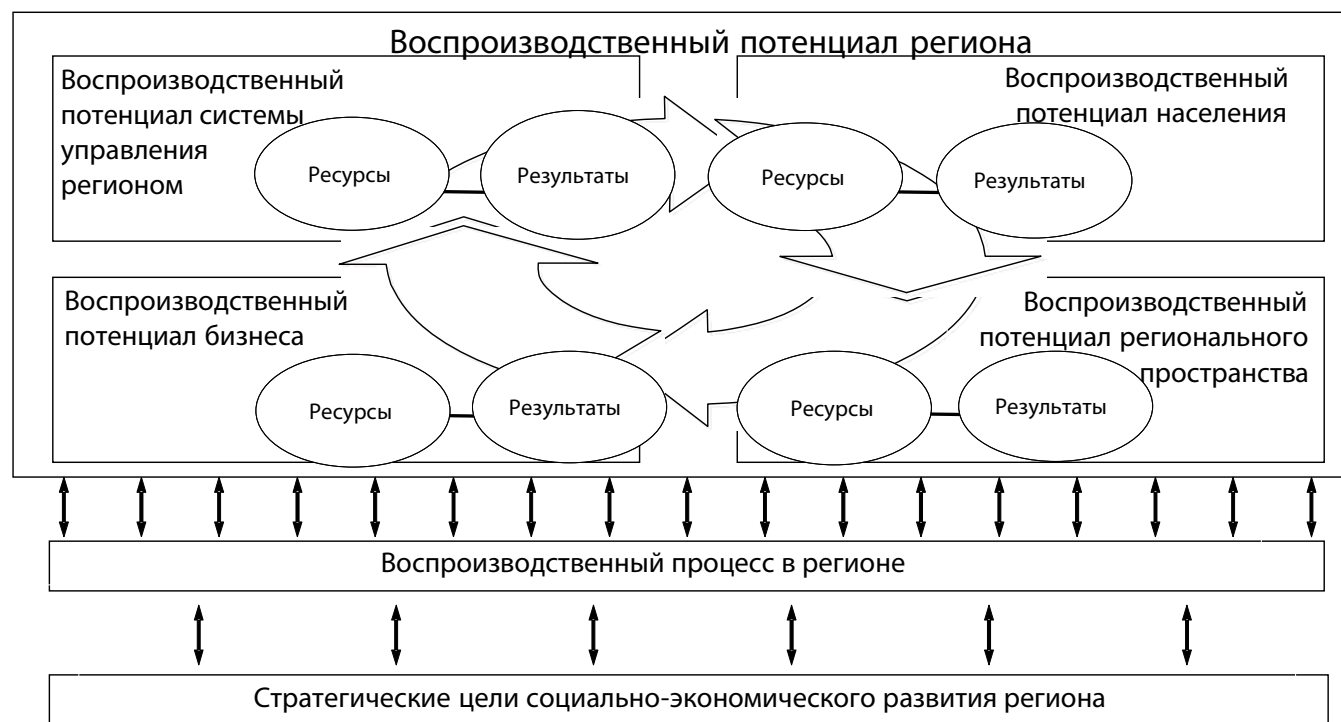 Воспроизводственный потенциал региона
Воспроизводственный
потенциал системы
управления
регионом
Ресурсы
Результаты
Воспроизводственный
потенциал населения
Ресурсы
Результаты
Воспроизводственный
потенциал бизнеса
Ресурсы
Результаты
Воспроизводственный
потенциал регионального
пространства
Ресурсы
Результаты
Воспроизводственный процесс в регионе
Стратегические цели социально-экономического развития региона